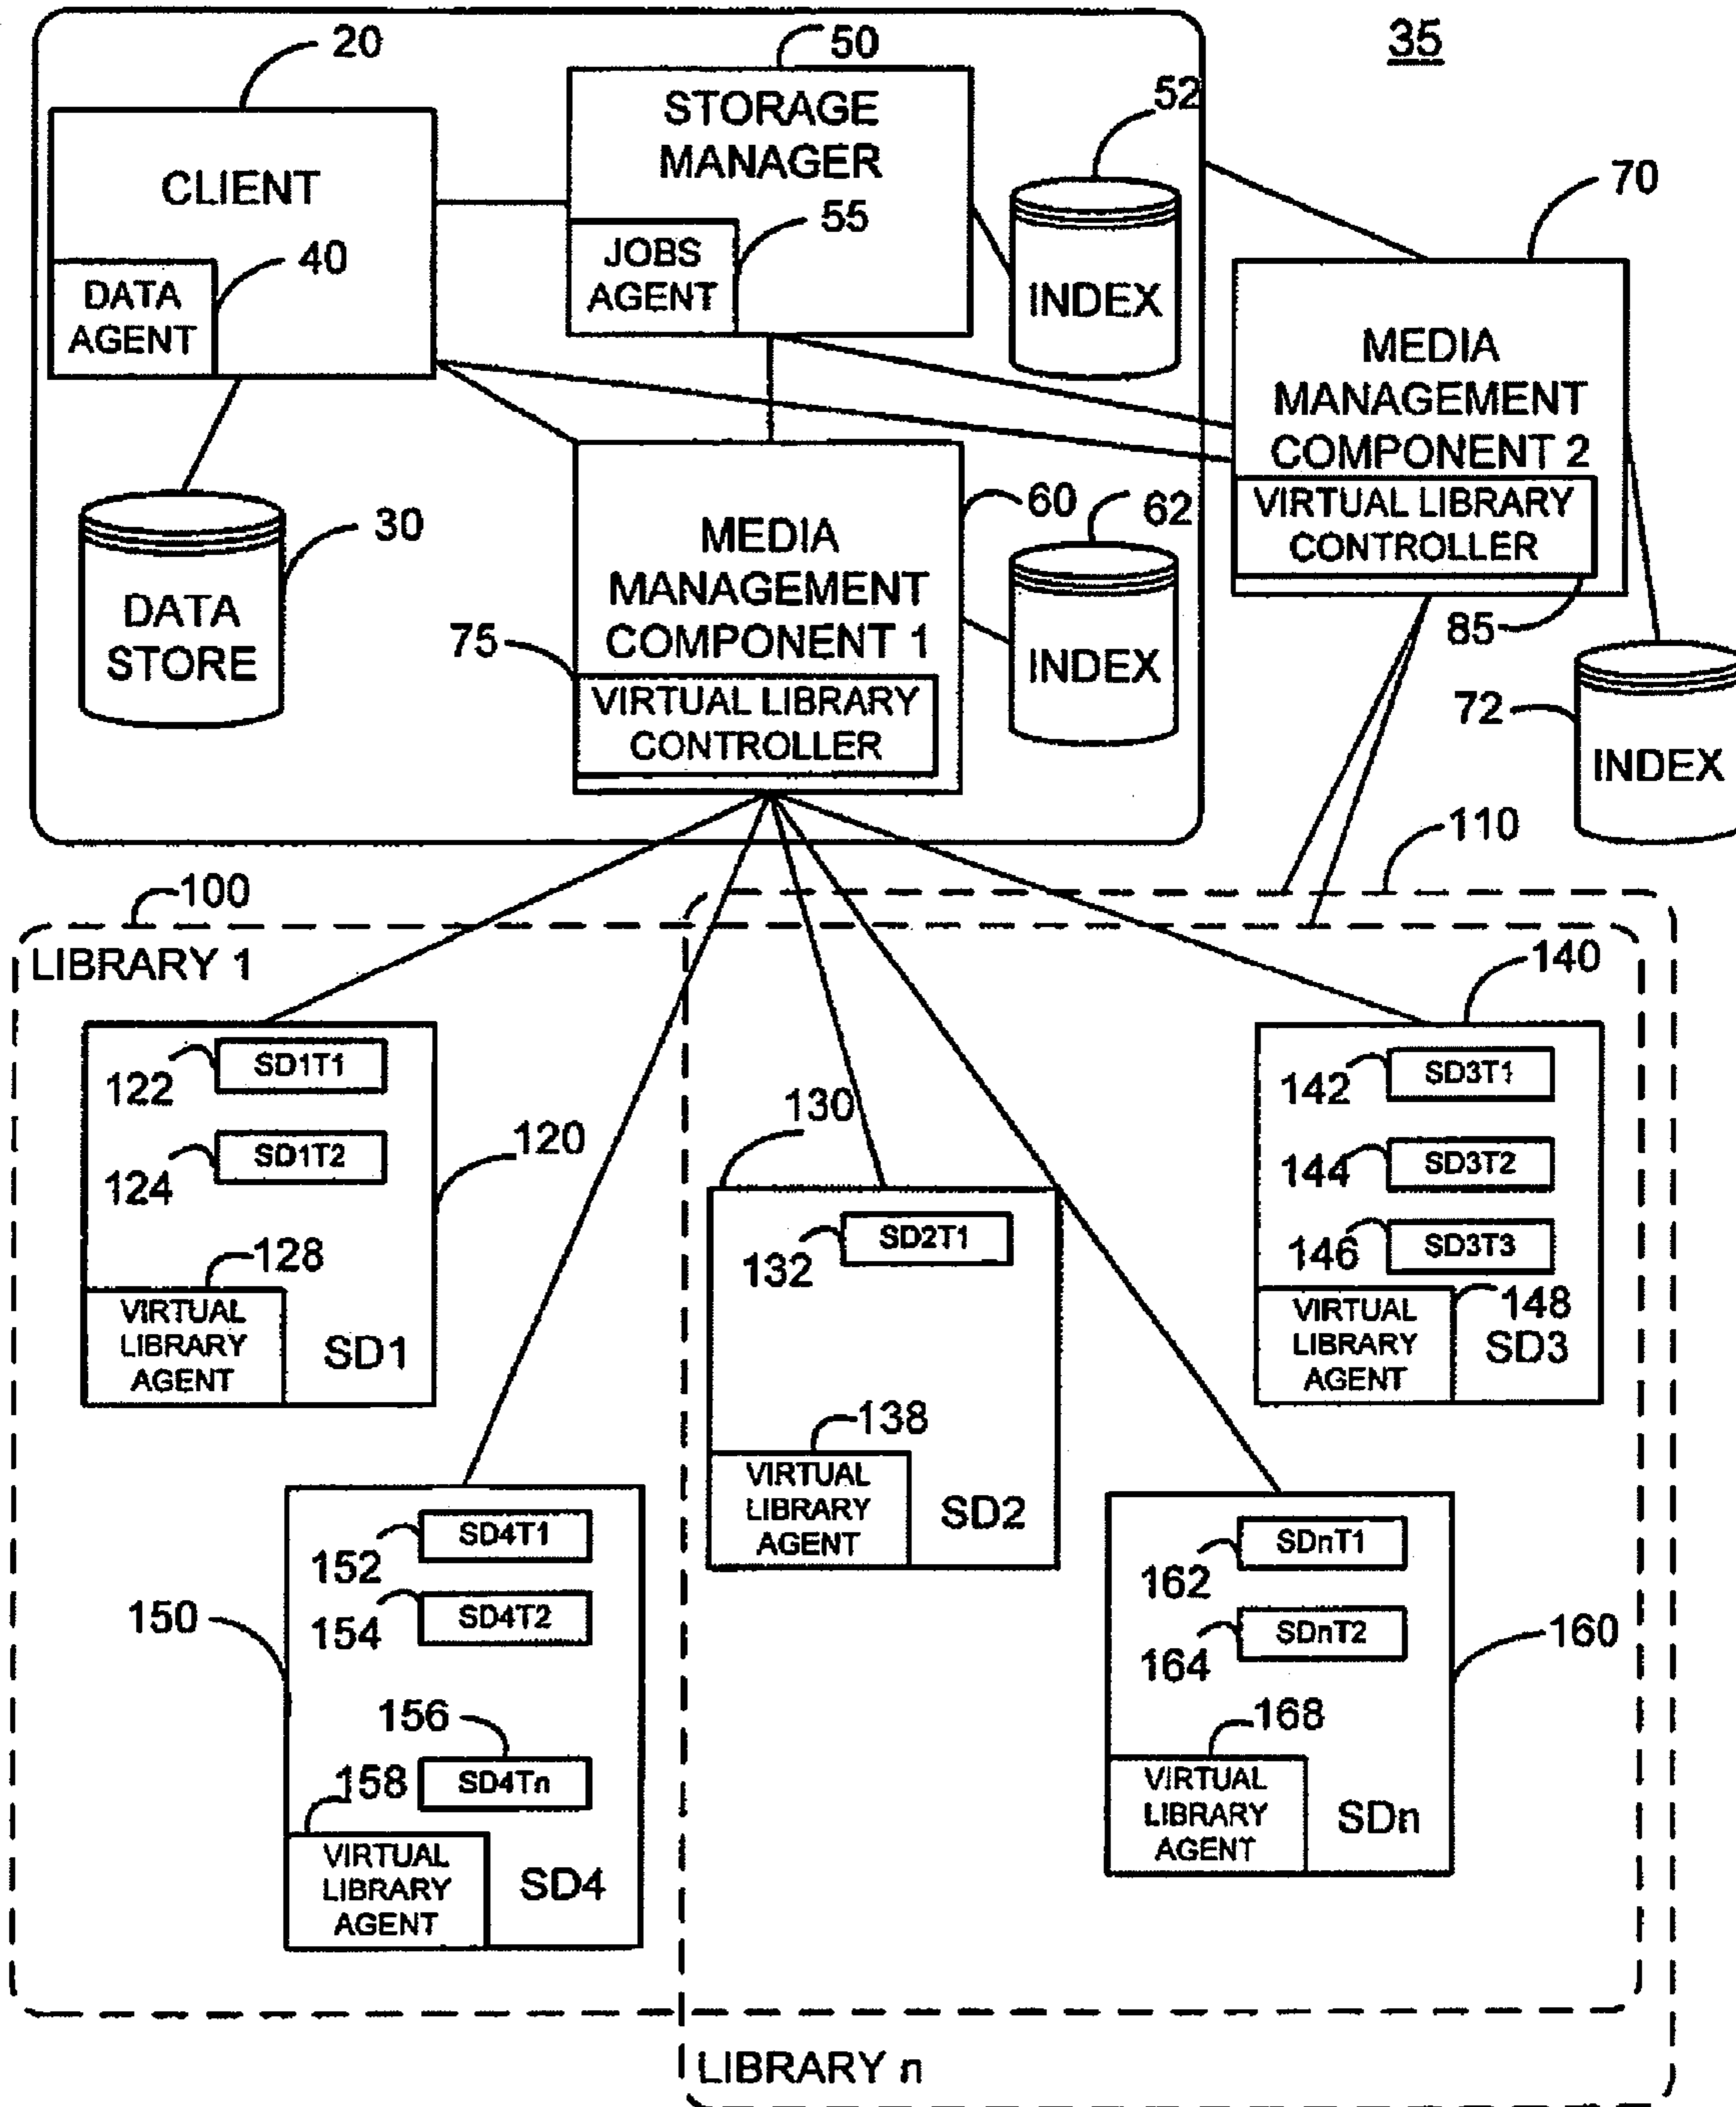 35
20
50
52
70
CLIENT
STORAGE
MANAGER
40
DATA
AGENT
55
JOBS
AGENT
INDEX
MEDIA
MANAGEMENT
COMPONENT 2
VIRTUAL LIBRARY
CONTROLLER
85
30
DATA
STORE
60
62
MEDIA
MANAGEMENT
COMPONENT 1
75
VIRTUAL LIBRARY
CONTROLLER
INDEX
72
INDEX
110
100
LIBRARY 1
140
122
SD1T1
124
SD1T2
120
128
VIRTUAL
LIBRARY
AGENT
SD1
130
132
SD2T1
138
VIRTUAL
LIBRARY
AGENT
SD2
142
SD3T1
144
SD3T2
146
SD3T3
148
VIRTUAL
LIBRARY
AGENT
SD3
150
152
SD4T1
154
SD4T2
156
SD4Tn
158
VIRTUAL
LIBRARY
AGENT
SD4
162
SDnT1
164
SDnT2
160
168
VIRTUAL
LIBRARY
AGENT
SDn
LIBRARY n